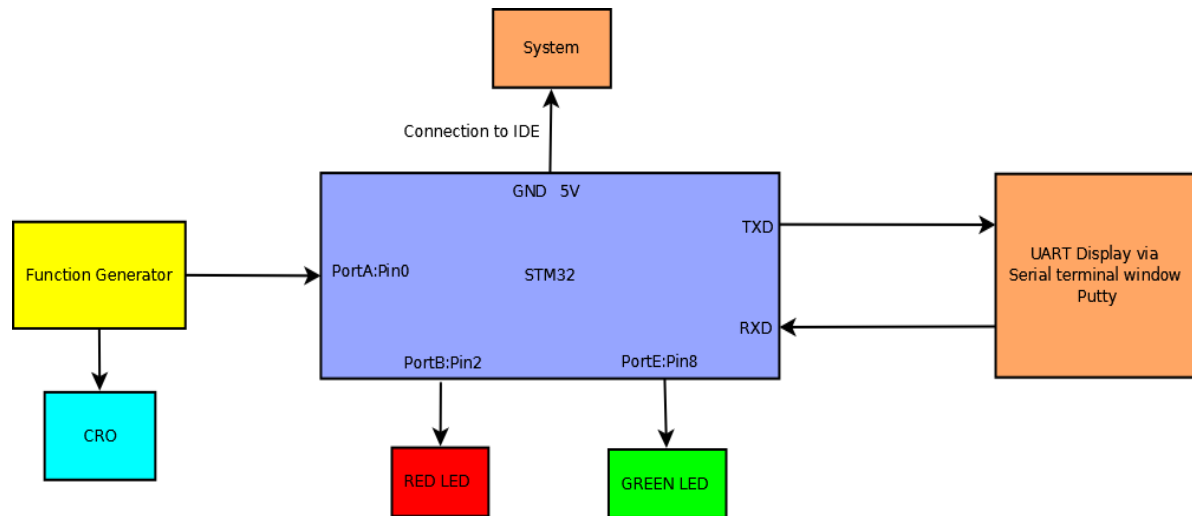 System
Connection to IDE
GND 5V
TXD
Function Generator
PortA:Pin0
STM32
UART Display via
Serial terminal window
Putty
RXD
PortB:Pin2
PortE:Pin8
CRO
RED LED
GREEN LED